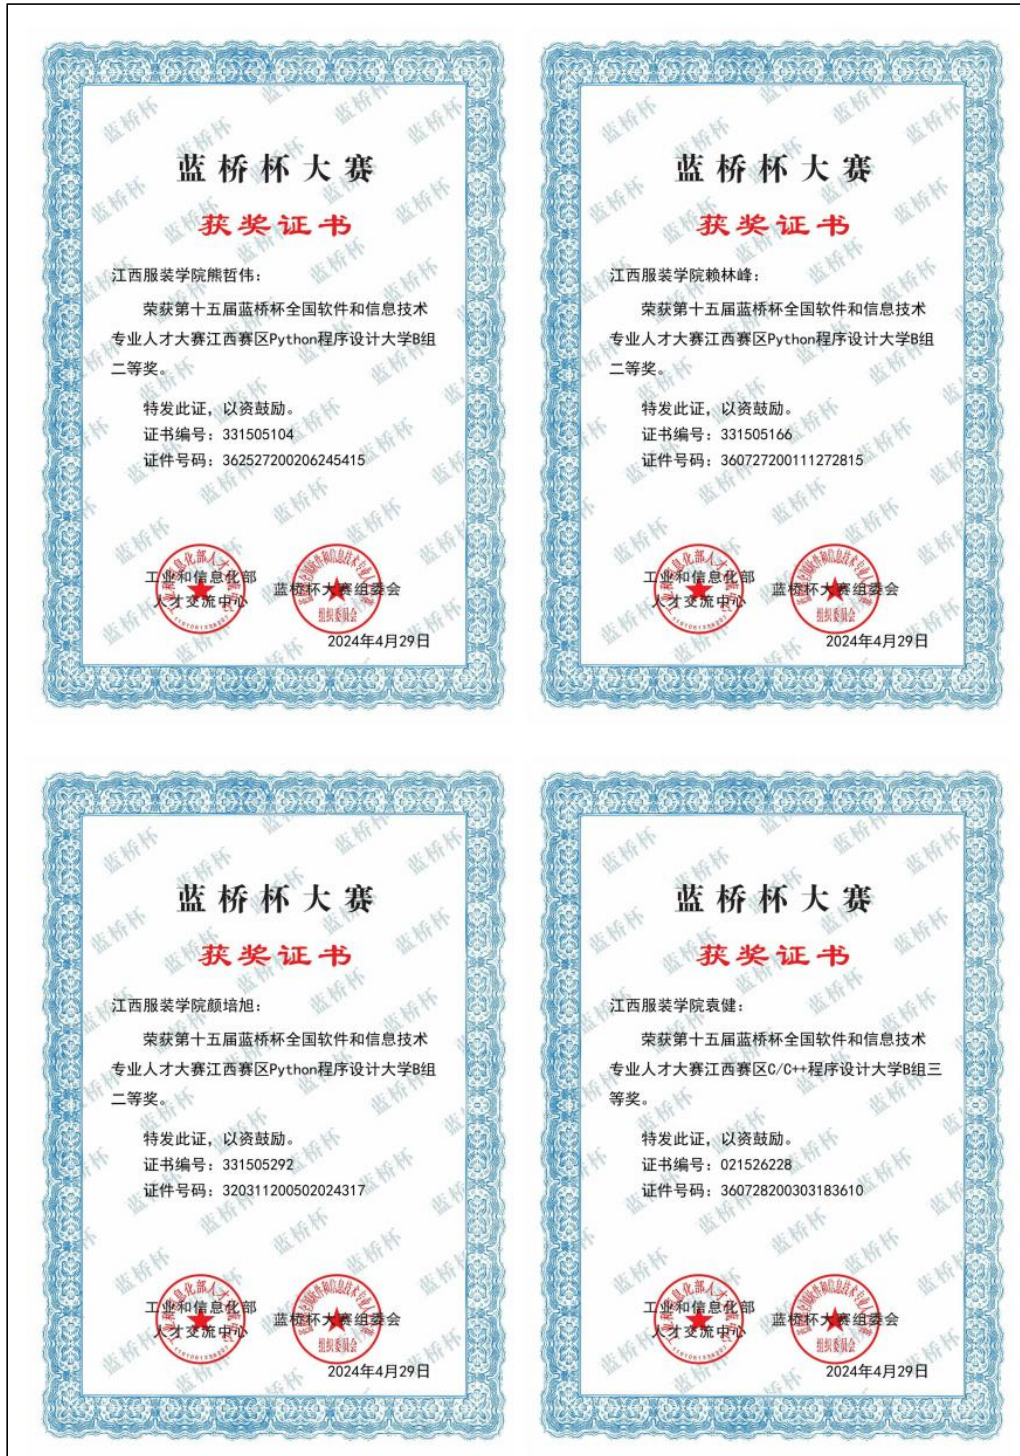 蓝桥杯大赛
获奖证书
江西服装学院熊哲伟：
荣获第十五届蓝桥杯全国软件和信息技术
专业人才大赛江西赛区Python程序设计大学B组
二等奖。
特发此证，以资鼓励。
证书编号：331505104
证件号码：362527200206245415
工业和信息化部
人才交流中心
蓝桥杯大赛组委会
2024年4月29日
蓝桥杯大赛
获奖证书
江西服装学院赖林峰：
荣获第十五届蓝桥杯全国软件和信息技术
专业人才大赛江西赛区Python程序设计大学B组
二等奖。
特发此证，以资鼓励。
证书编号：331505166
证件号码：360727200111272815
工业和信息化部
人才交流中心
蓝桥杯大赛组委会
2024年4月29日
蓝桥杯大赛
获奖证书
江西服装学院颜培旭：
荣获第十五届蓝桥杯全国软件和信息技术
专业人才大赛江西赛区Python程序设计大学B组
二等奖。
特发此证，以资鼓励。
证书编号：331505292
证件号码：320311200502024317
工业和信息化部
人才交流中心
蓝桥杯大赛组委会
2024年4月29日
蓝桥杯大赛
获奖证书
江西服装学院袁健：
荣获第十五届蓝桥杯全国软件和信息技术
专业人才大赛江西赛区C/C++程序设计大学B组三
等奖。
特发此证，以资鼓励。
证书编号：021526228
证件号码：360728200303183610
工业和信息化部
人才交流中心
蓝桥杯大赛组委会
2024年4月29日